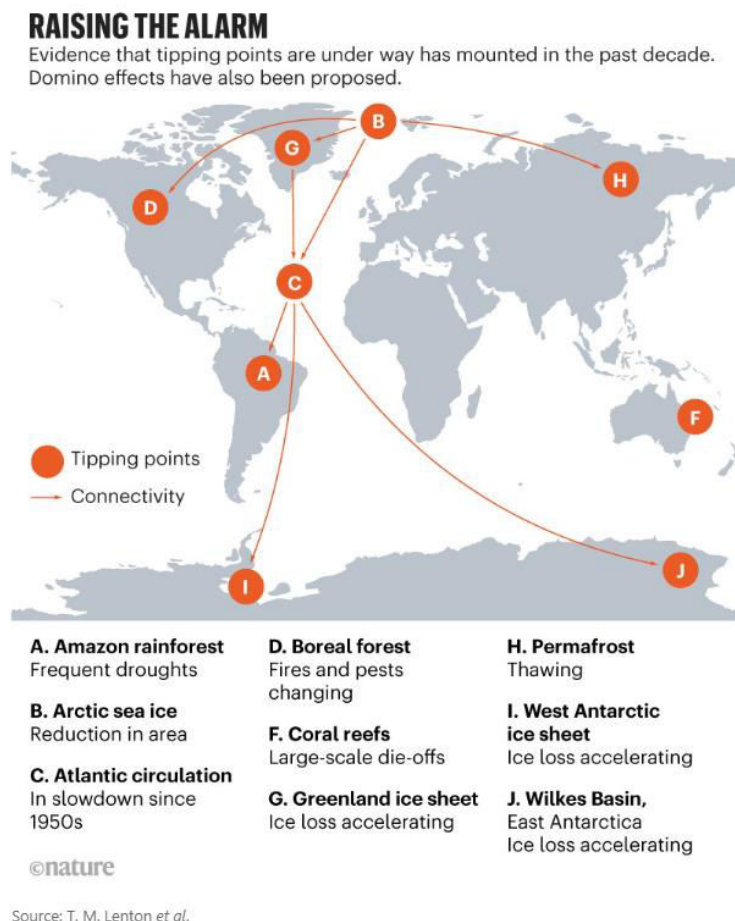 RAISING THE ALARM
Evidence that tipping points are under way has mounted in the past decade.
Domino effects have also been proposed.
B
G
H
D
C
A
F
Tipping points
Connectivity
I
J
A. Amazon rainforest
Frequent droughts
B. Arctic sea ice
Reduction in area
C. Atlantic circulation
In slowdown since
1950s
D. Boreal forest
Fires and pests
changing
F. Coral reefs
Large-scale die-offs
G. Greenland ice sheet
Ice loss accelerating
H. Permafrost
Thawing
I. West Antarctic
ice sheet
Ice loss accelerating
J. Wilkes Basin,
East Antarctica
Ice loss accelerating
©nature
Source: T. M. Lenton et al.